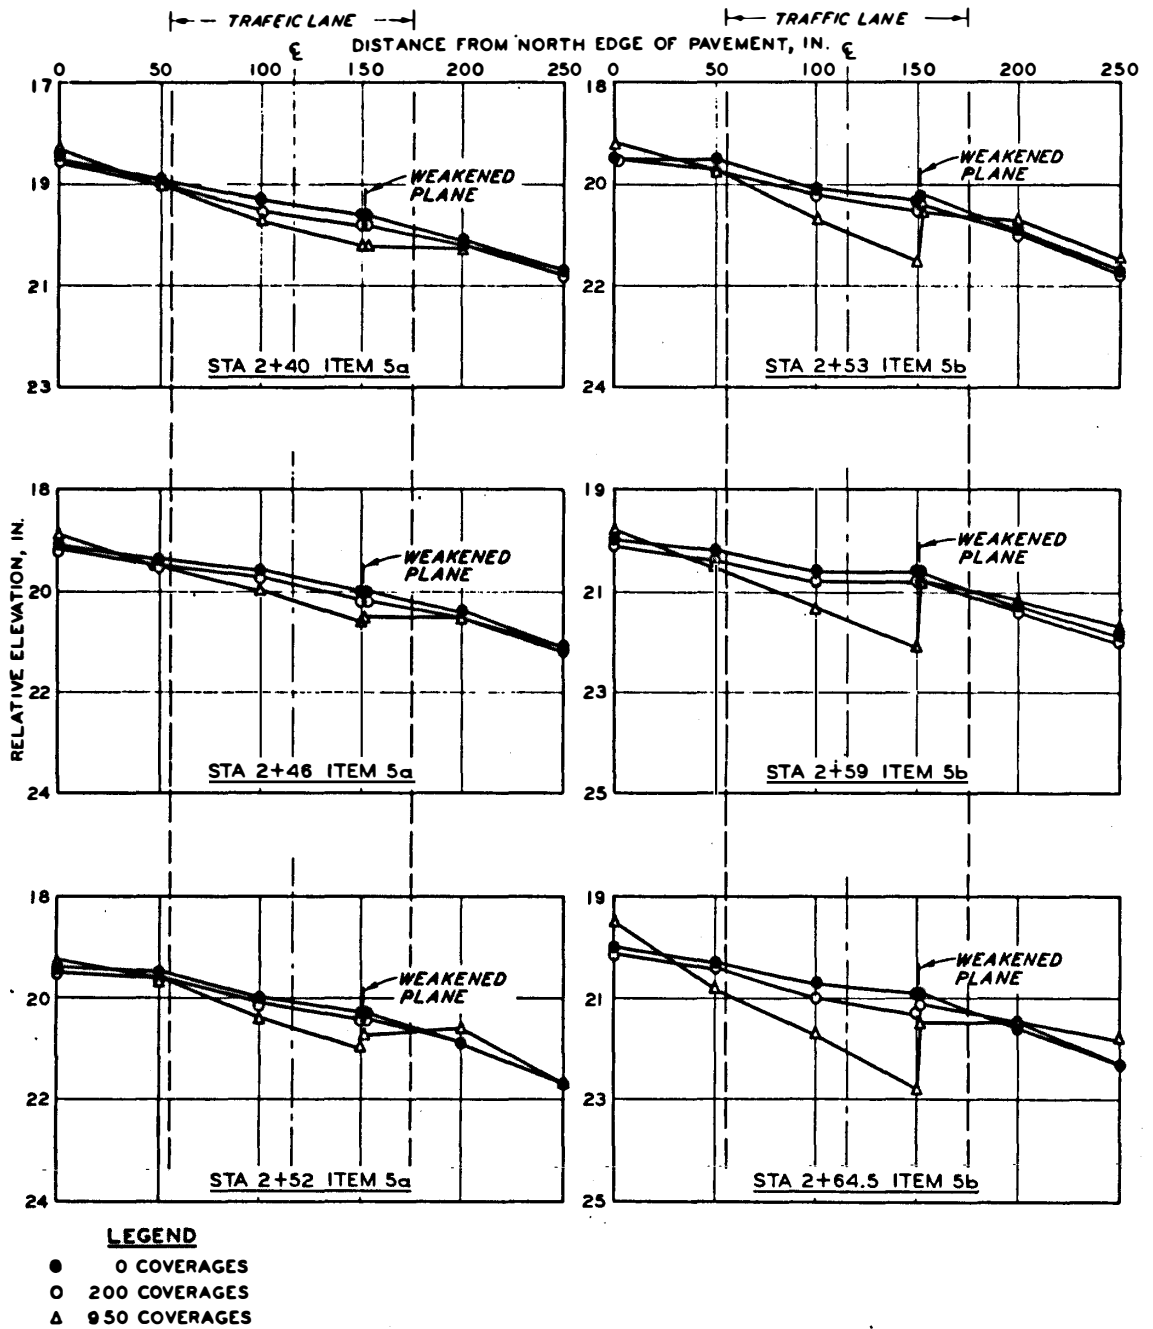 TRAFFIC LANE TRAFFIC LANE
DISTANCE FROM NORTH EDGE OF PAVEMENT, IN.
℄ ℄
0 50 100 150 200 250 0 50 100 150 200 250
17 18
WEAKENED PLANE
WEAKENED PLANE
19 20
21 22
STA 2+40 ITEM 5a STA 2+53 ITEM 5b
23 24
RELATIVE ELEVATION, IN.
18 19
WEAKENED PLANE
WEAKENED PLANE
20 21
22 23
STA 2+46 ITEM 5a STA 2+59 ITEM 5b
24 25
18 19
WEAKENED PLANE
WEAKENED PLANE
20 21
22 23
STA 2+52 ITEM 5a STA 2+64.5 ITEM 5b
24 25
LEGEND
0 COVERAGES
200 COVERAGES
950 COVERAGES